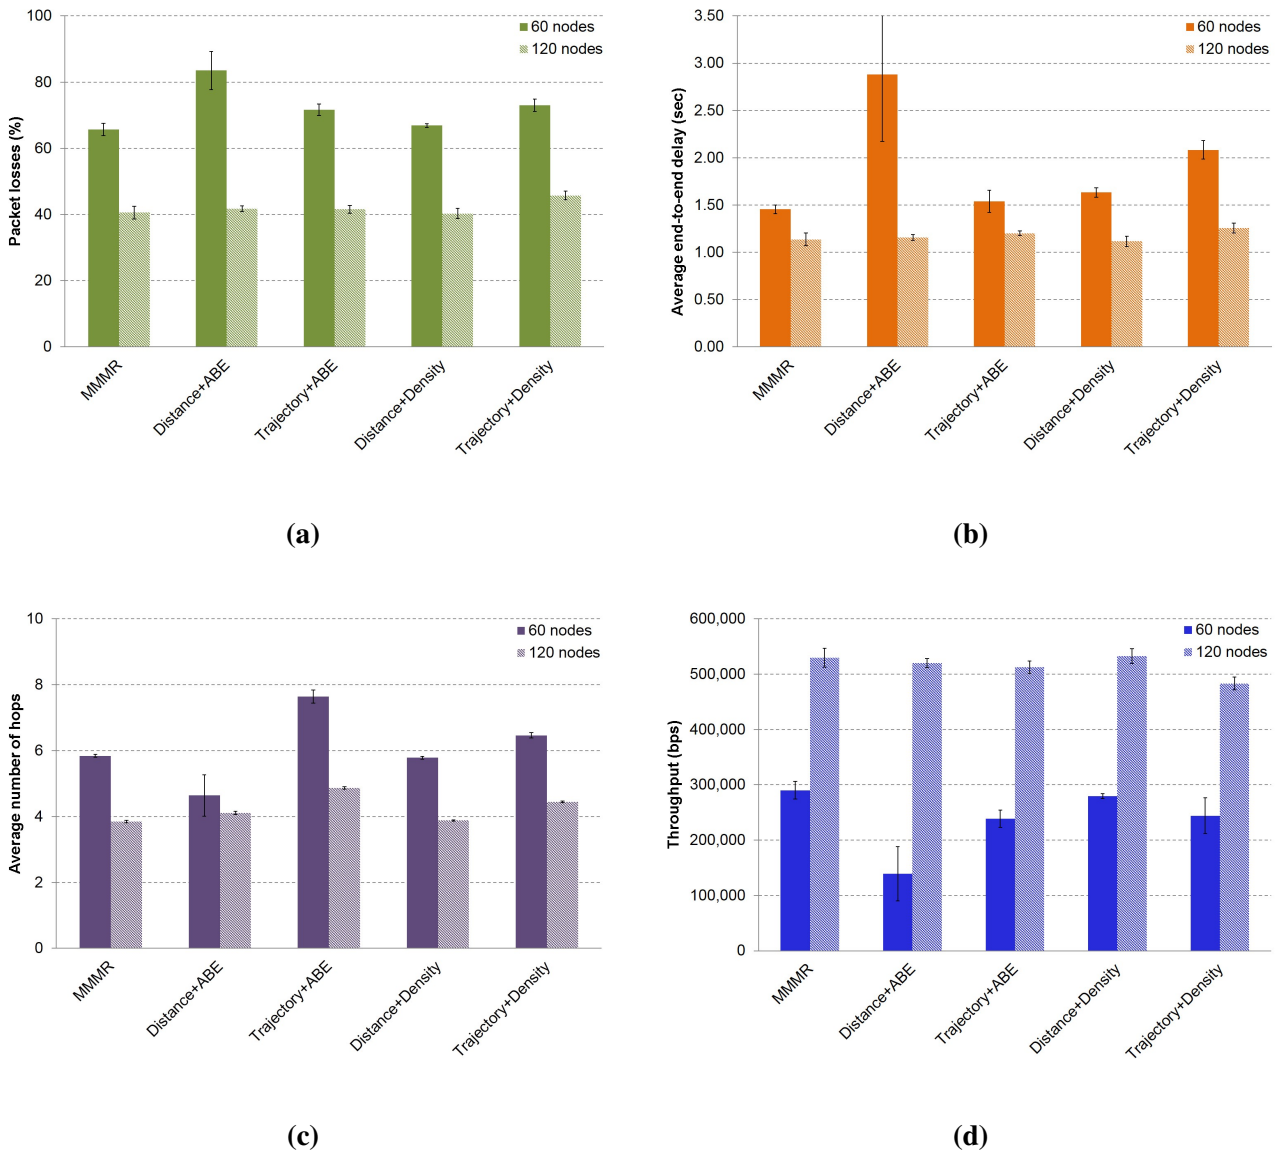 Packet losses (%)
100
80
60
40
20
0
60 nodes
120 nodes
MMMR
Distance+ABE
Trajectory+ABE
Distance+Density
Trajectory+Density
(a)
Average end-to-end delay (sec)
3.50
3.00
2.50
2.00
1.50
1.00
0.50
0.00
60 nodes
120 nodes
MMMR
Distance+ABE
Trajectory+ABE
Distance+Density
Trajectory+Density
(b)
Average number of hops
10
8
6
4
2
0
60 nodes
120 nodes
MMMR
Distance+ABE
Trajectory+ABE
Distance+Density
Trajectory+Density
(c)
Throughput (bps)
600,000
500,000
400,000
300,000
200,000
100,000
0
60 nodes
120 nodes
MMMR
Distance+ABE
Trajectory+ABE
Distance+Density
Trajectory+Density
(d)